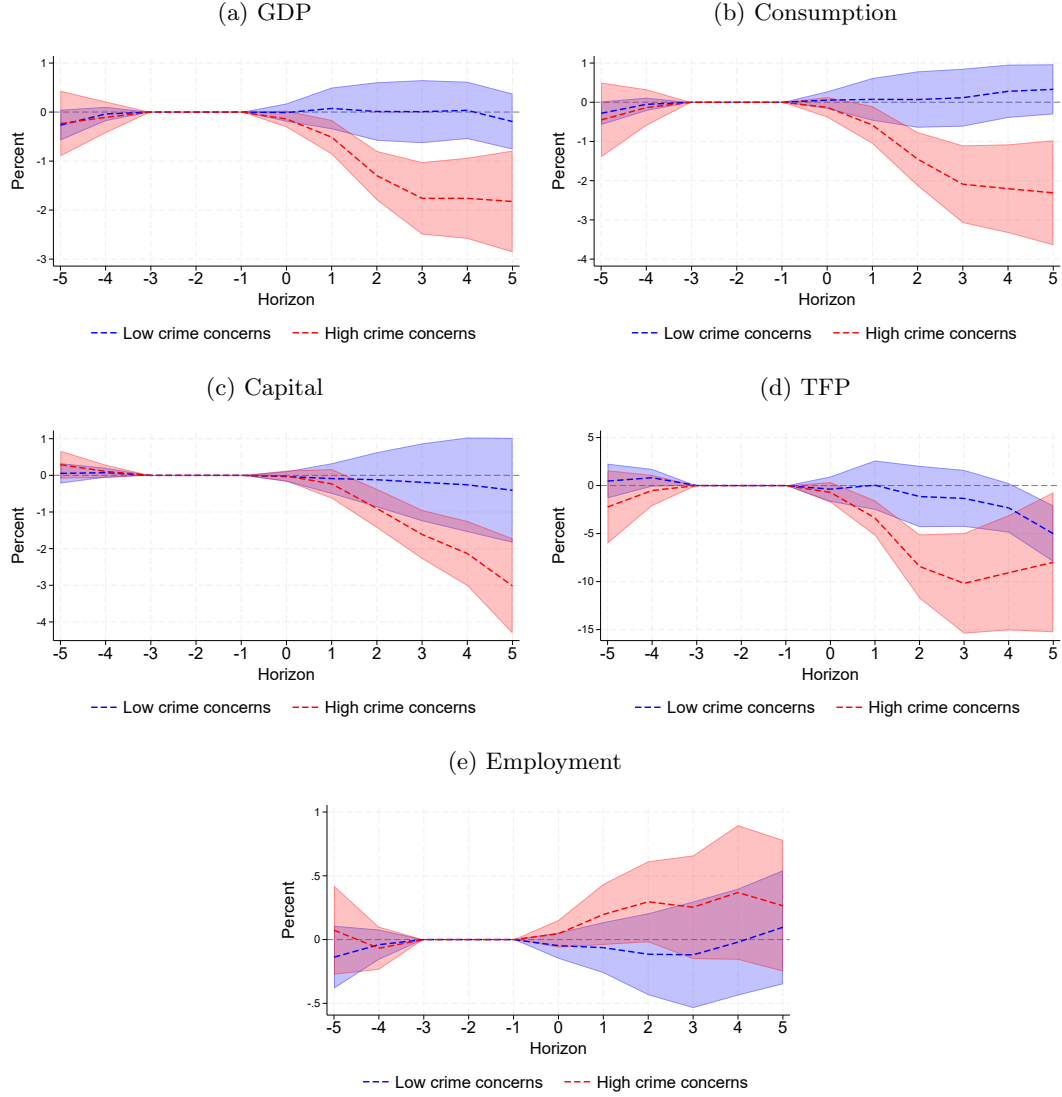 (a) GDP
(b) Consumption
1
0
-1
-2
-3
Percent
-5 -4 -3 -2 -1 0 1 2 3 4 5
Horizon
Low crime concerns High crime concerns
1
0
-1
-2
-3
-4
Percent
-5 -4 -3 -2 -1 0 1 2 3 4 5
Horizon
Low crime concerns High crime concerns
(c) Capital
(d) TFP
1
0
-1
-2
-3
-4
Percent
-5 -4 -3 -2 -1 0 1 2 3 4 5
Horizon
Low crime concerns High crime concerns
5
0
-5
-10
-15
Percent
-5 -4 -3 -2 -1 0 1 2 3 4 5
Horizon
Low crime concerns High crime concerns
(e) Employment
1
.5
0
-.5
Percent
-5 -4 -3 -2 -1 0 1 2 3 4 5
Horizon
Low crime concerns High crime concerns